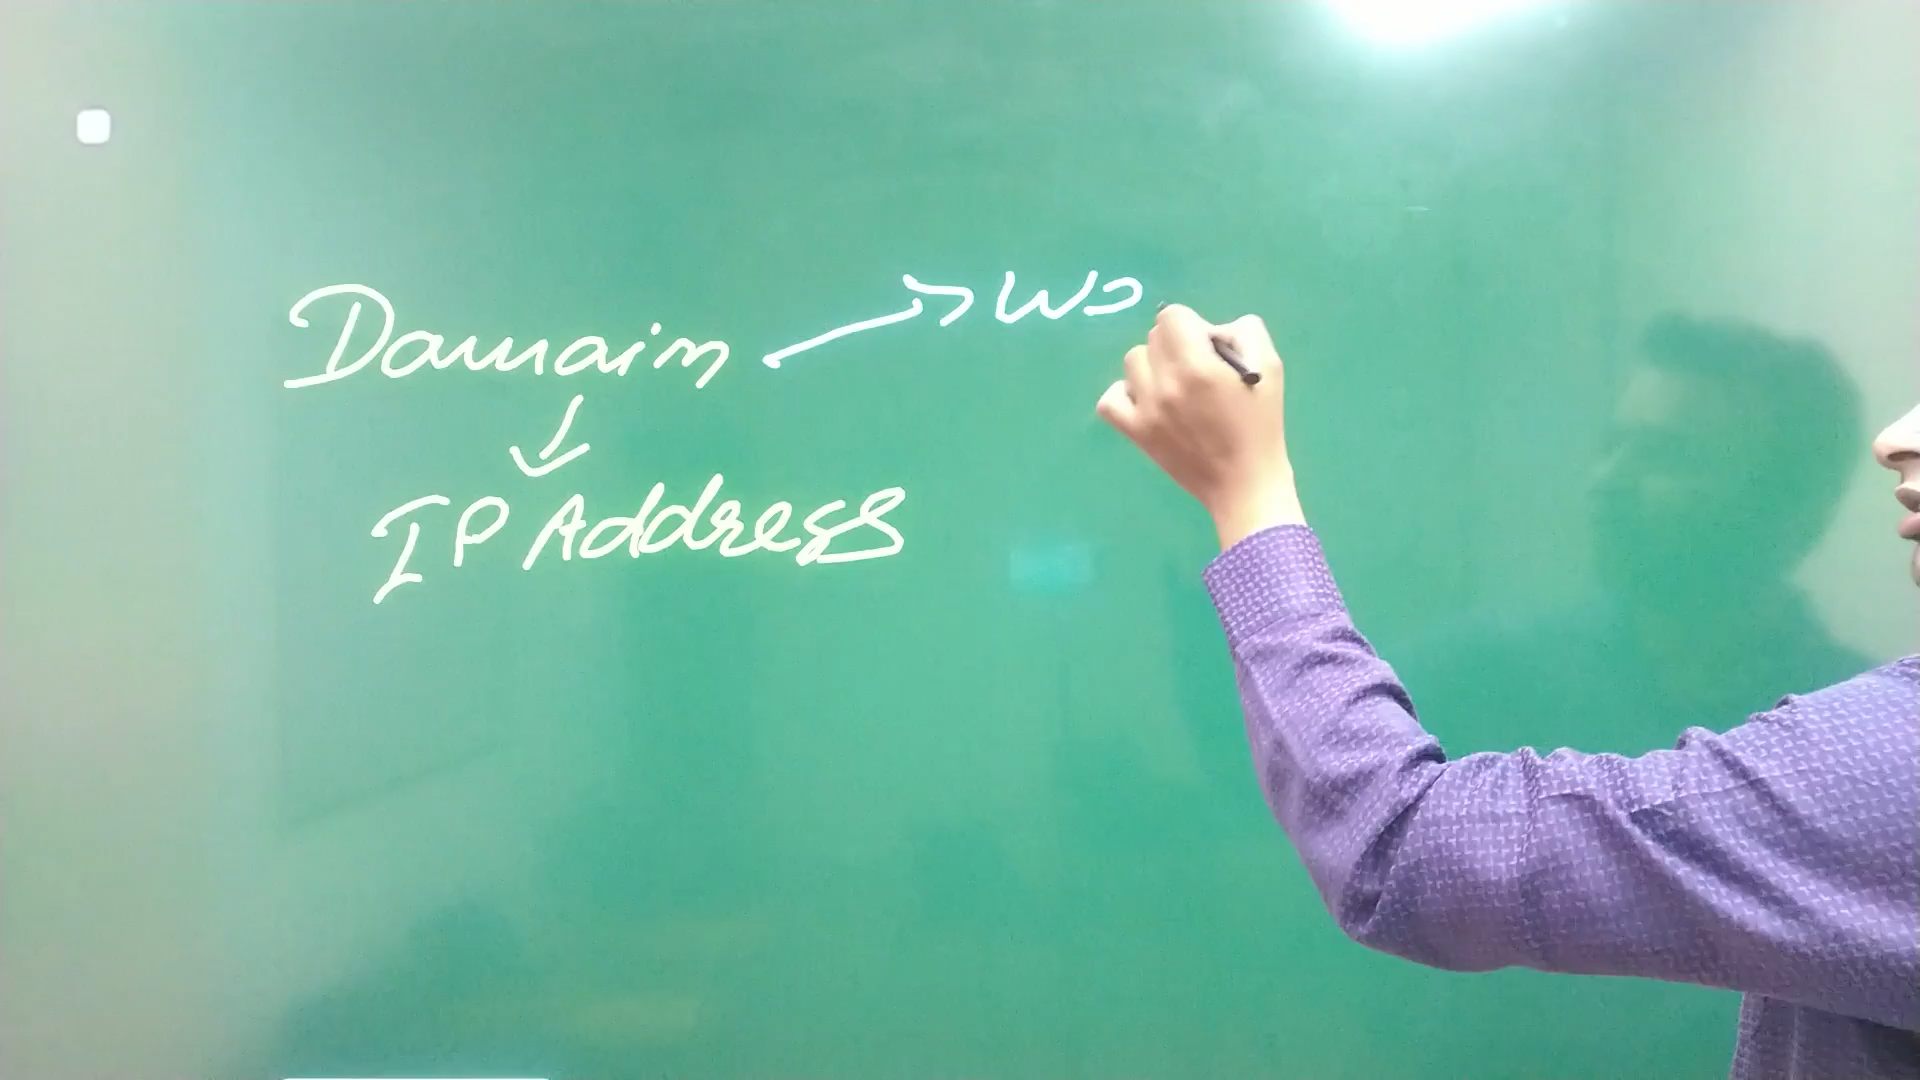 Domain → W
↓
IP Address